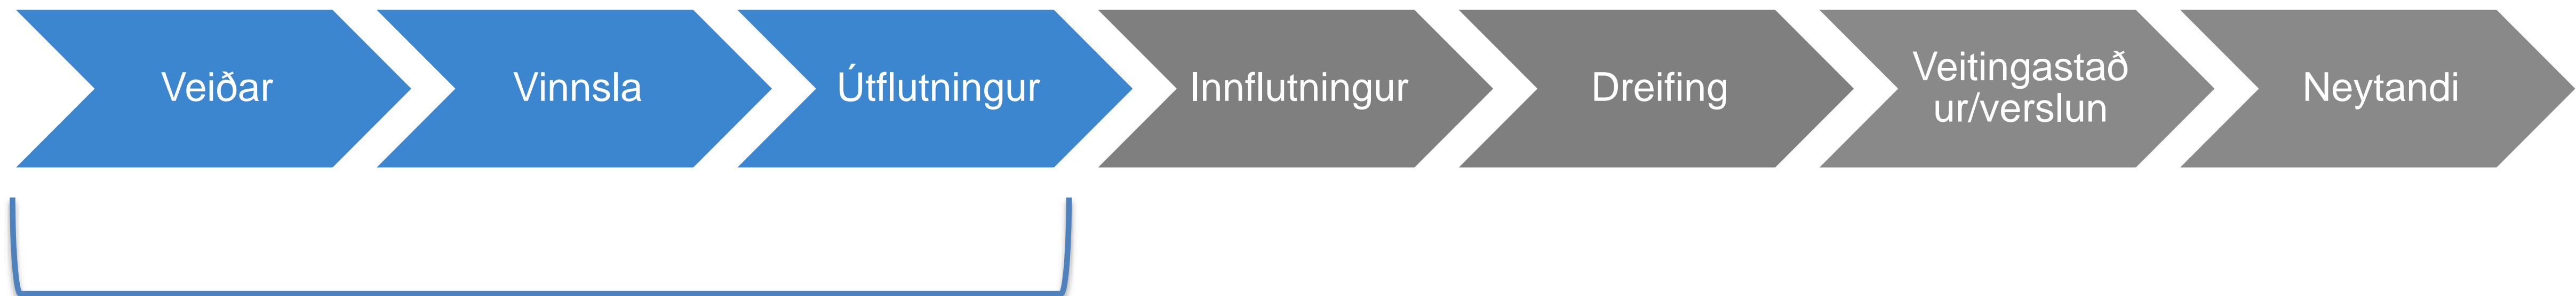 Veiðar
Vinnsla
Útflutningur
Innflutningur
Dreifing
Veitingastað
ur/verslun
Neytandi